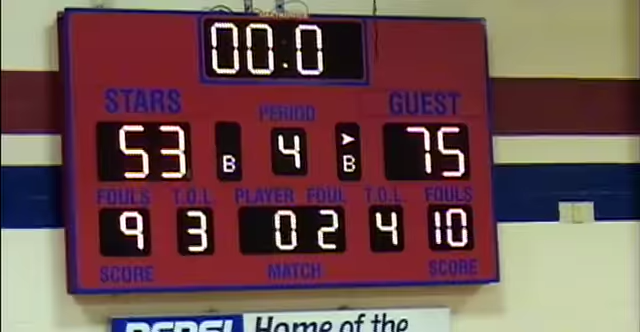 00:0
STARS PERIOD GUEST
53 B 4 B 75
FOULS T.O.L. PLAYER FOUL T.O.L. FOULS
9 3 0 2 4 10
SCORE MATCH SCORE
PEPSI Home of the